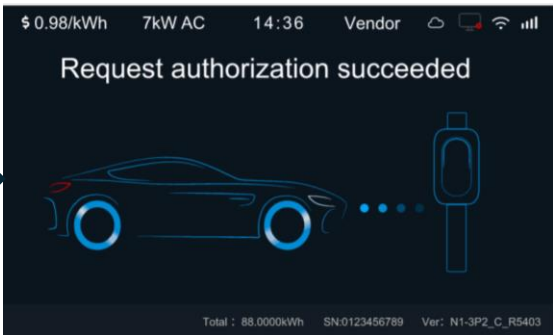 $ 0.98/kWh 7kW AC 14:36 Vendor
Request authorization succeeded
Total : 88.0000kWh SN:0123456789 Ver: N1-3P2_C_R5403